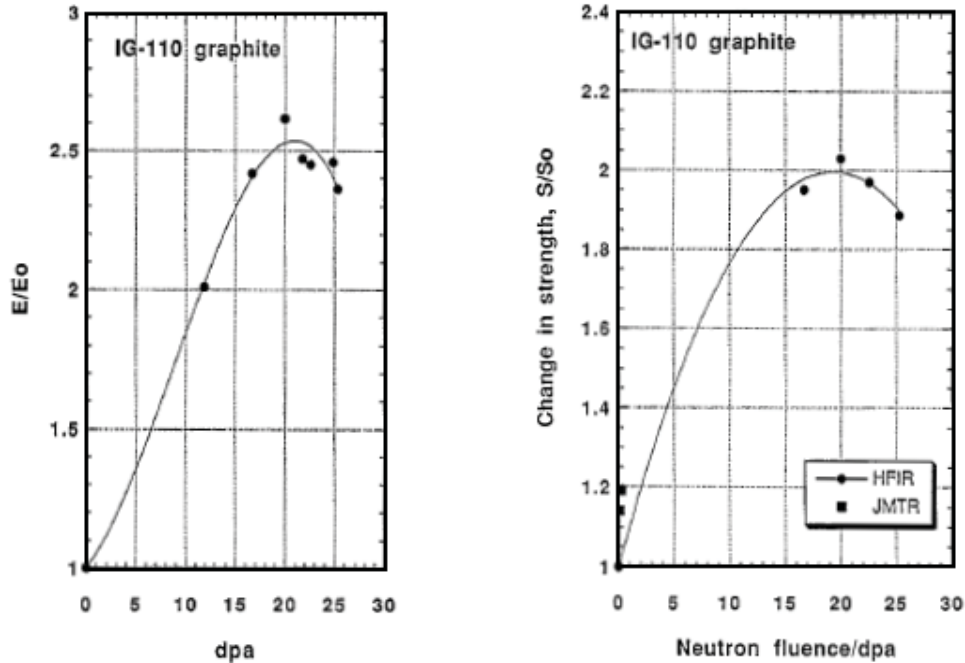 3
IG-110 graphite
2.5
2
1.5
1
E/Eo
0 5 10 15 20 25 30
dpa
2.4
IG-110 graphite
2.2
2
1.8
1.6
1.4
1.2
1
Change in strength, S/So
HFIR
JMTR
0 5 10 15 20 25 30
Neutron fluence/dpa